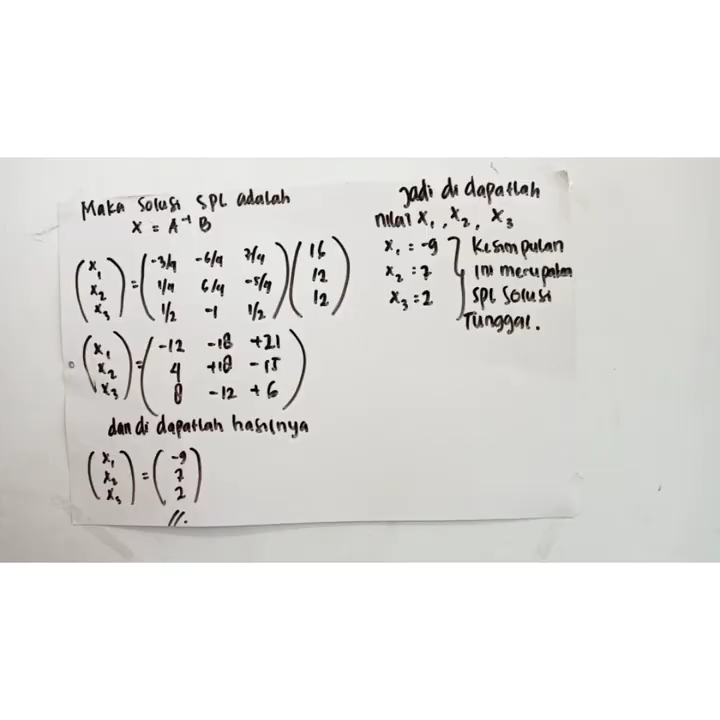 Maka Solusi SPL adalah
X = A⁻¹ B
(x₁ x₂ x₃) = (-3/4 -6/4 7/4
1/4 6/4 -5/4
1/2 -1 1/2) (16 12 12)
(x₁ x₂ x₃) = (-12 -18 +21
4 +18 -15
8 -12 +6)
dan di dapatlah hasilnya
(x₁ x₂ x₃) = (-9 7 2)
//.
Jadi di dapatlah
nilai x₁, x₂, x₃
x₁ = -9 } Kesimpulan
x₂ = 7 ini merupakan
x₃ = 2 SPL Solusi
Tunggal.